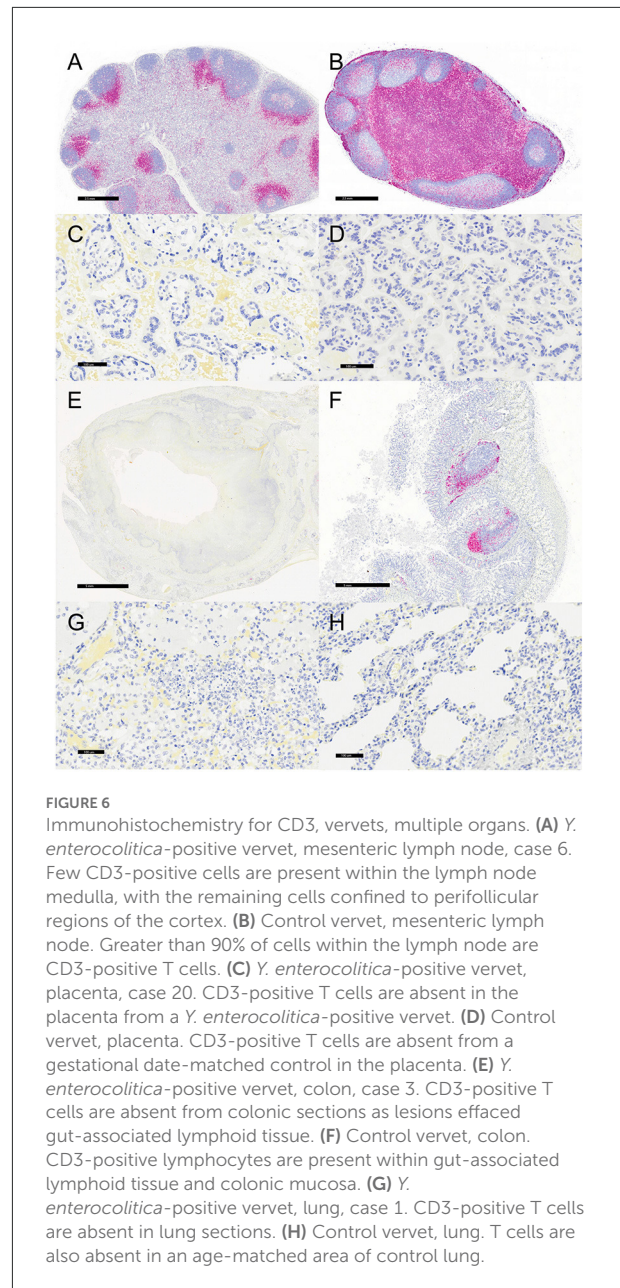 A
B
C
D
E
F
G
H
FIGURE 6
Immunohistochemistry for CD3, vervets, multiple organs. (A) Y.
enterocolitica-positive vervet, mesenteric lymph node, case 6.
Few CD3-positive cells are present within the lymph node
medulla, with the remaining cells confined to perifollicular
regions of the cortex. (B) Control vervet, mesenteric lymph
node. Greater than 90% of cells within the lymph node are
CD3-positive T cells. (C) Y. enterocolitica-positive vervet,
placenta, case 20. CD3-positive T cells are absent in the
placenta from a Y. enterocolitica-positive vervet. (D) Control
vervet, placenta. CD3-positive T cells are absent from a
gestational date-matched control in the placenta. (E) Y.
enterocolitica-positive vervet, colon, case 3. CD3-positive T
cells are absent from colonic sections as lesions effaced
gut-associated lymphoid tissue. (F) Control vervet, colon.
CD3-positive lymphocytes are present within gut-associated
lymphoid tissue and colonic mucosa. (G) Y.
enterocolitica-positive vervet, lung, case 1. CD3-positive T cells
are absent in lung sections. (H) Control vervet, lung. T cells are
also absent in an age-matched area of control lung.